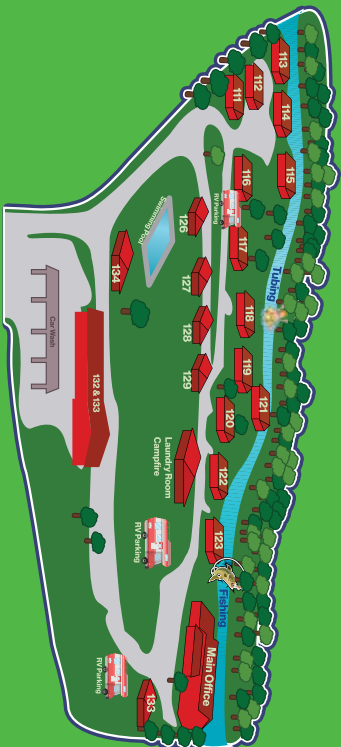 113
112
111
114
115
116
RV Parking
117
Tubing
118
119
121
120
122
123
Fishing
126
127
128
129
Swimming Pool
134
Car Wash
132 & 133
Laundry Room
Campfire
RV Parking
Main Office
RV Parking
133